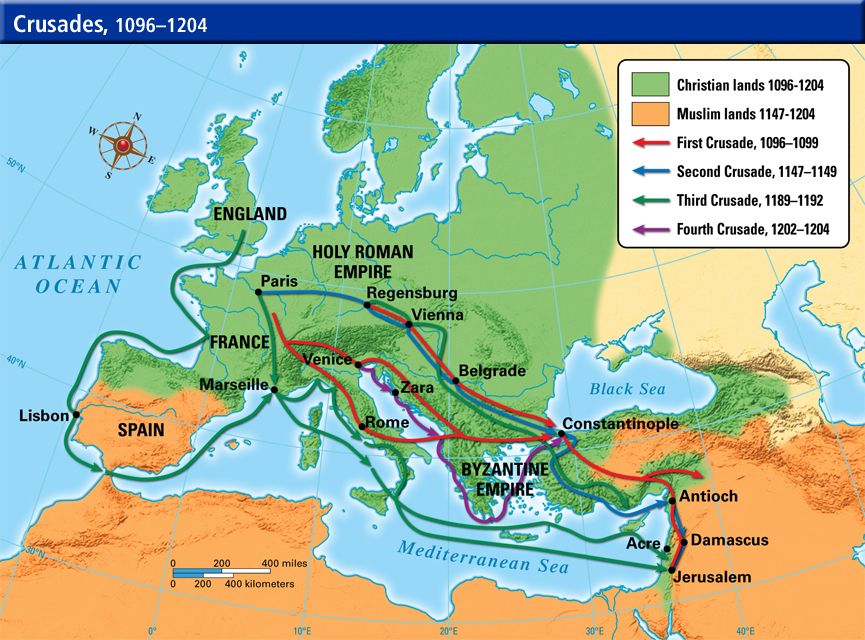 Crusades, 1096–1204
Christian lands 1096-1204
Muslim lands 1147-1204
First Crusade, 1096–1099
Second Crusade, 1147–1149
Third Crusade, 1189–1192
Fourth Crusade, 1202–1204
N
W
E
S
50°N
ENGLAND
ATLANTIC
OCEAN
HOLY ROMAN
EMPIRE
Paris
Regensburg
Vienna
FRANCE
Venice
40°N
Belgrade
Marseille
Zara
Black Sea
Lisbon
SPAIN
Rome
Constantinople
BYZANTINE
EMPIRE
Antioch
30°N
Acre
Damascus
Mediterranean Sea
Jerusalem
0 200 400 miles
0 200 400 kilometers
0°
10°E
20°E
30°E
40°E